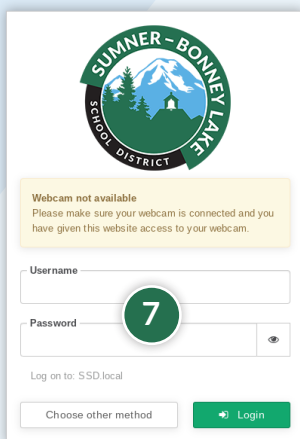 SUMNER-BONNEY LAKE
SCHOOL DISTRICT
Webcam not available
Please make sure your webcam is connected and you
have given this website access to your webcam.
Username
7
Password
Log on to: SSD.local
Choose other method
Login